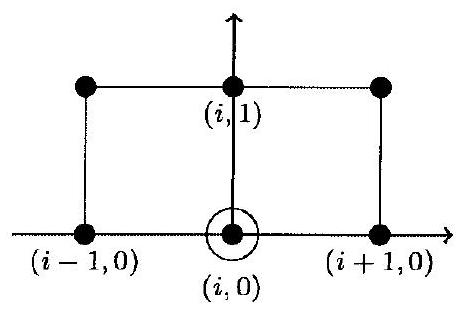 (i, 1)
(i − 1, 0)
(i, 0)
(i + 1, 0)